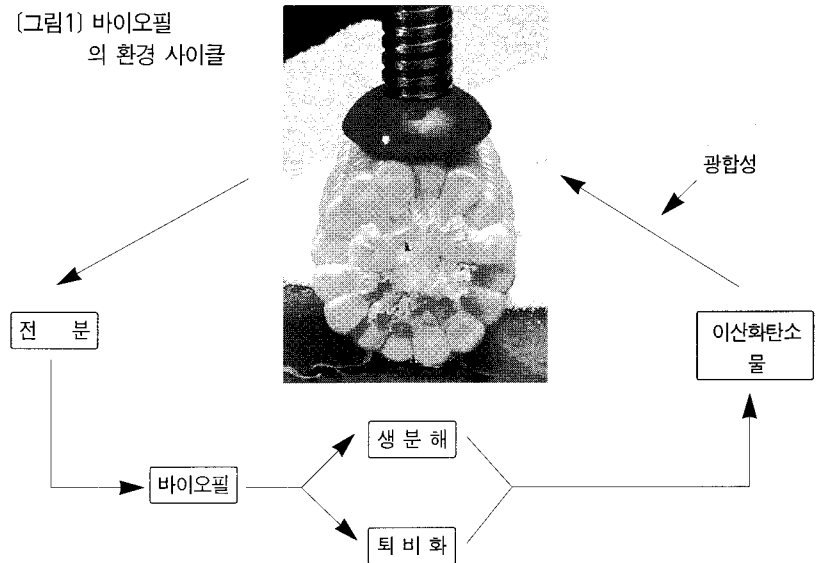 〔그림1〕 바이오필
의 환경 사이클
광합성
전 분
이산화탄소
물
생 분 해
바이오필
퇴 비 화